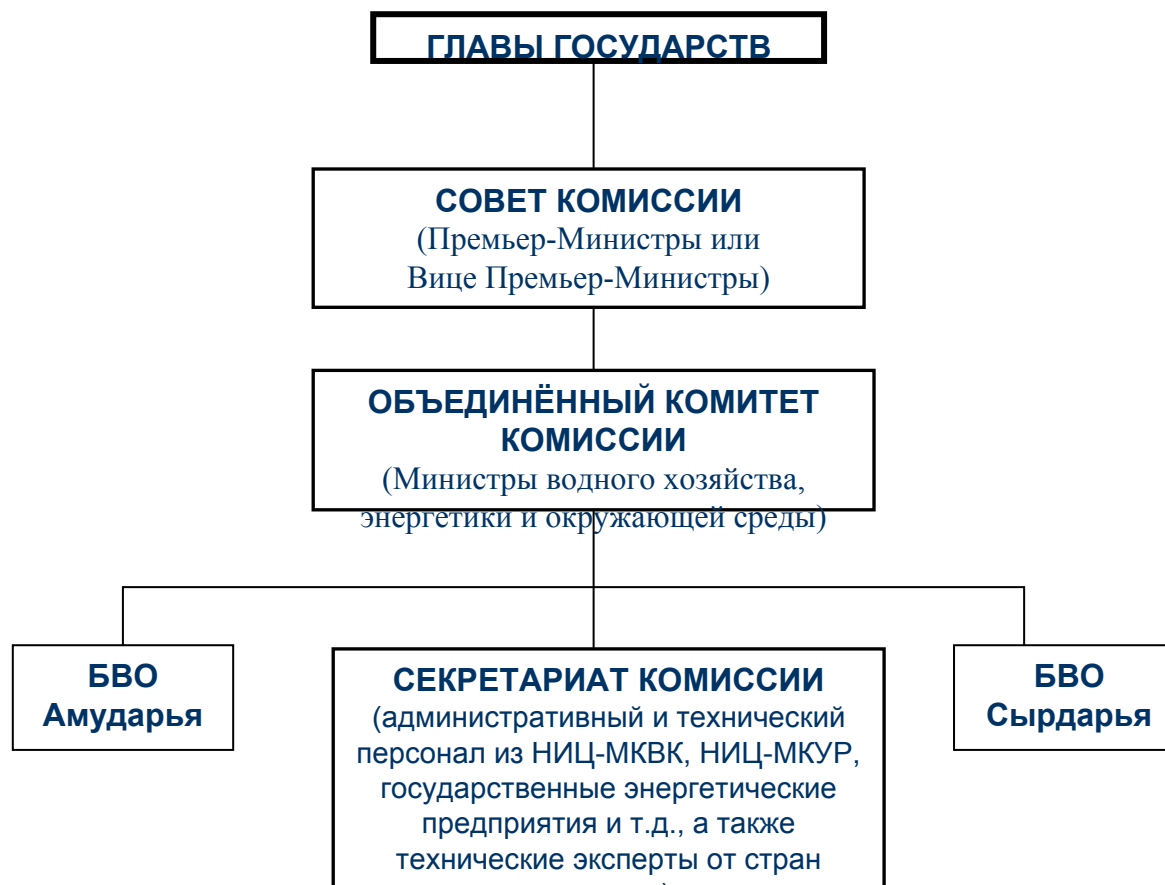 ГЛАВЫ ГОСУДАРСТВ
СОВЕТ КОМИССИИ
(Премьер-Министры или
Вице Премьер-Министры)
ОБЪЕДИНЁННЫЙ КОМИТЕТ
КОМИССИИ
(Министры водного хозяйства,
энергетики и окружающей среды)
БВО
Амударья
СЕКРЕТАРИАТ КОМИССИИ
(административный и технический
персонал из НИЦ-МКВК, НИЦ-МКУР,
государственные энергетические
предприятия и т.д., а также
технические эксперты от стран
БВО
Сырдарья